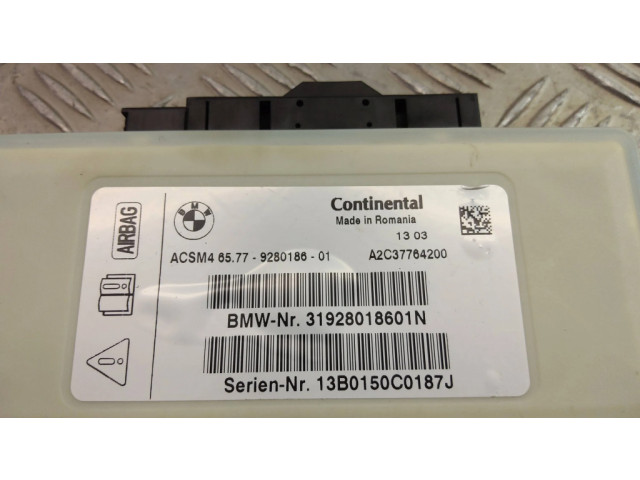 AIRBAG
BMW
Continental
Made in Romania
13 03
ACSM4 65.77 - 9280186 - 01 A2C37764200
BMW-Nr. 31928018601N
Serien-Nr. 13B0150C0187J